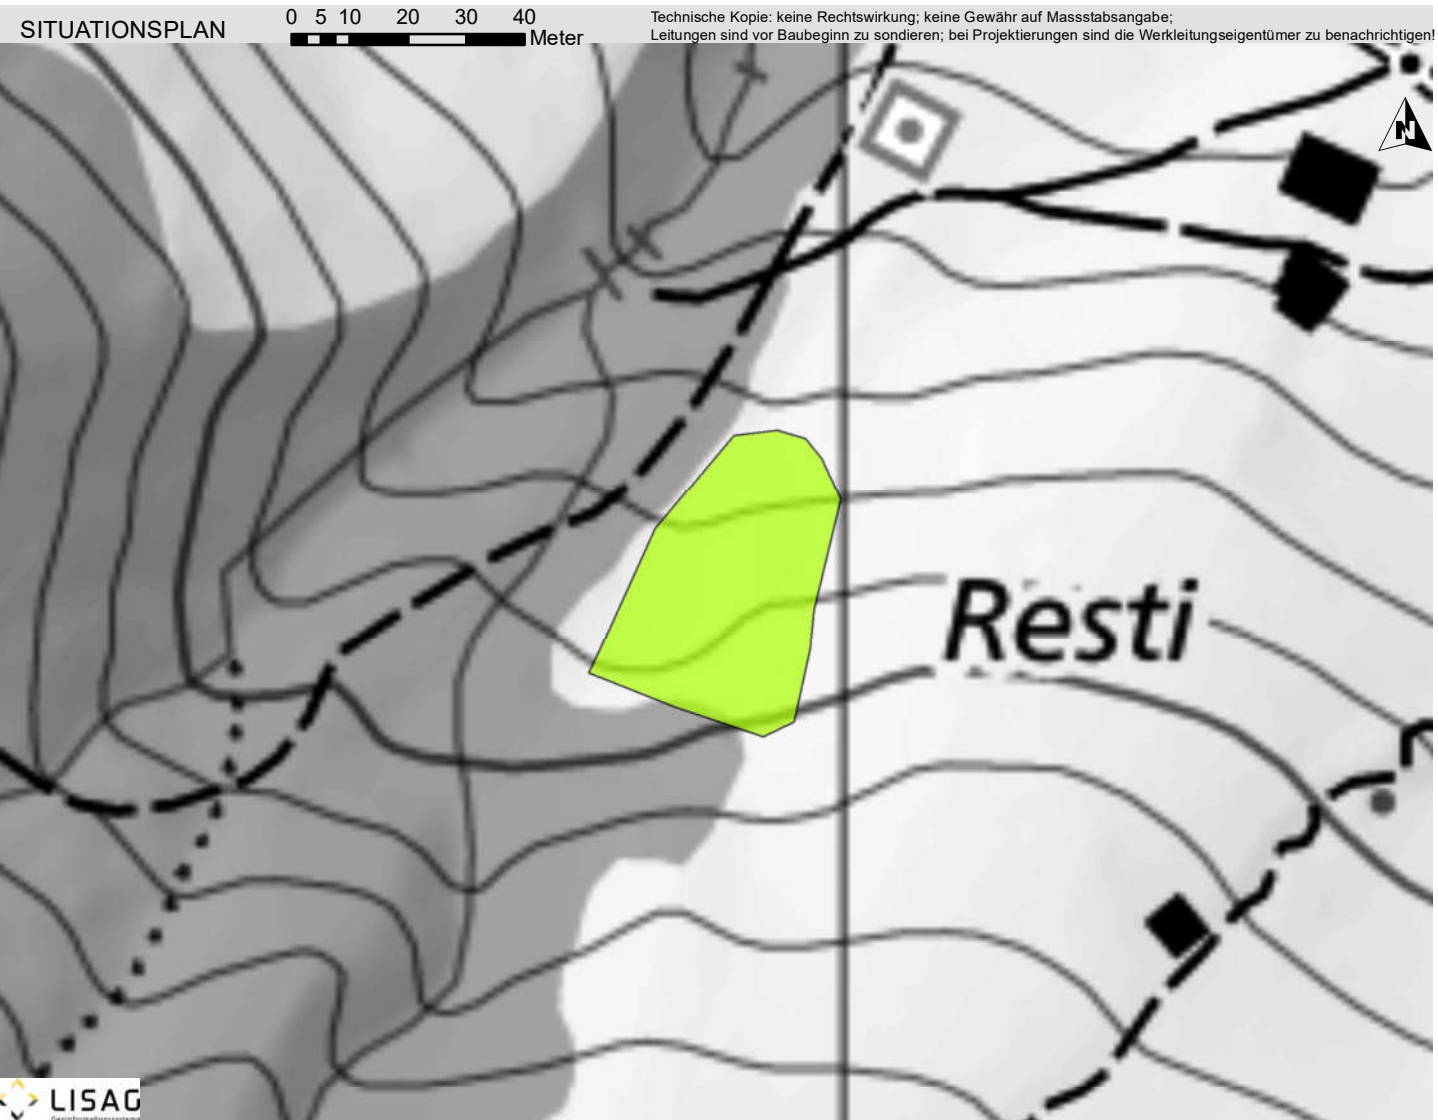 SITUATIONSPLAN
0 5 10 20 30 40
Meter
Technische Kopie: keine Rechtswirkung; keine Gewähr auf Massstabsangabe;
Leitungen sind vor Baubeginn zu sondieren; bei Projektierungen sind die Werkleitungseigentümer zu benachrichtigen!
N
Resti
LISAG